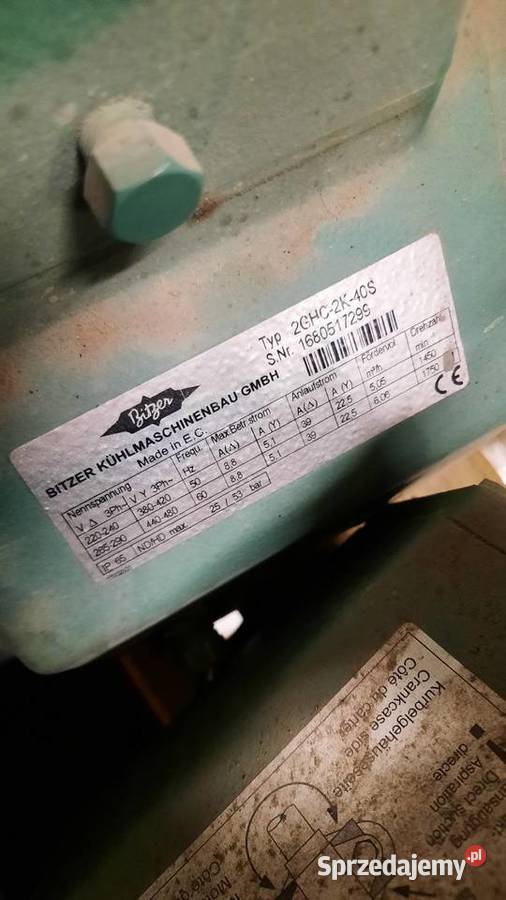 Typ 2GHC-2K-40S
S.Nr. 1680517299
Bitzer
BITZER KÜHLMASCHINENBAU GMBH
Made in E.C.
Nennspannung Frequ. Max.Betr.strom Anlaufstrom Fördervol Drehzahl
V Δ 3Ph~ V Y 3Ph~ Hz A(Δ) A (Y) A(Δ) A (Y) m³/h min
220-240 380-420 50 8.8 5.1 39 22.5 5.05 1450
265-290 440-480 60 8.8 5.1 39 22.5 6.06 1750
IP 65 ND/HD max 25 / 53 bar
CE
Kurbelgehäuseseite
Crankcase side
Côté du carter
Direct suction
Aspiration
directe
Sprzedajemy.pl